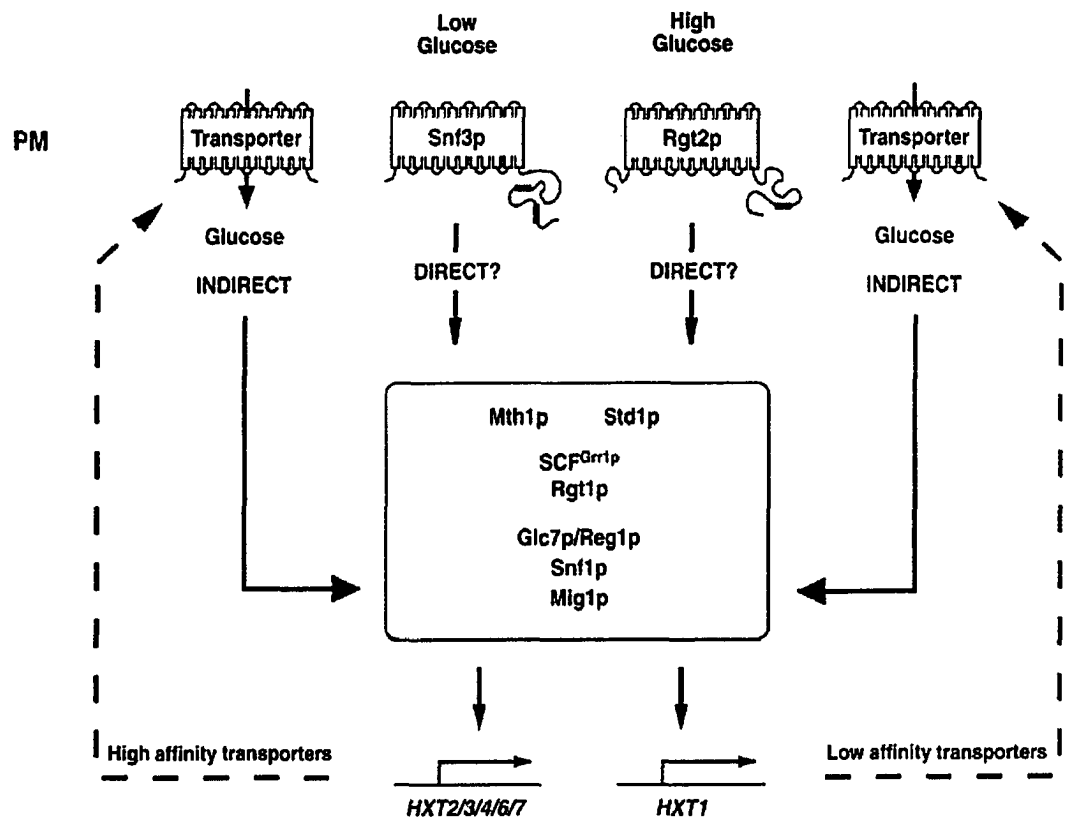 Low
Glucose
High
Glucose
PM
Transporter
Snf3p
Rgt2p
Transporter
Glucose
INDIRECT
DIRECT?
DIRECT?
Glucose
INDIRECT
Mth1p
Std1p
SCFGrr1p
Rgt1p
Glc7p/Reg1p
Snf1p
Mig1p
High affinity transporters
Low affinity transporters
HXT2/3/4/6/7
HXT1